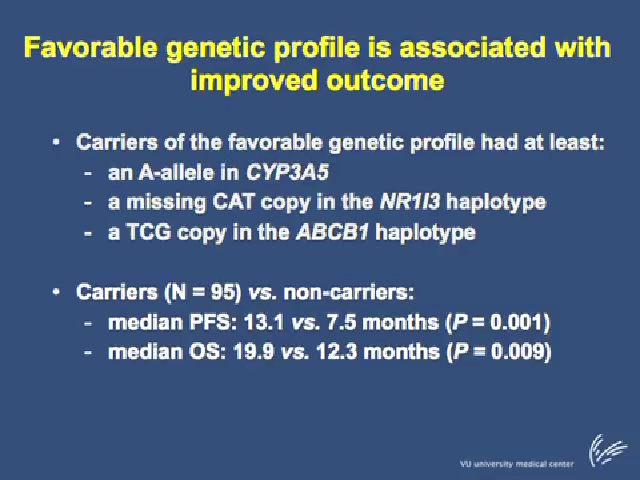 Favorable genetic profile is associated with
improved outcome
• Carriers of the favorable genetic profile had at least:
- an A-allele in CYP3A5
- a missing CAT copy in the NR1I3 haplotype
- a TCG copy in the ABCB1 haplotype
• Carriers (N = 95) vs. non-carriers:
- median PFS: 13.1 vs. 7.5 months (P = 0.001)
- median OS: 19.9 vs. 12.3 months (P = 0.009)
VU university medical center